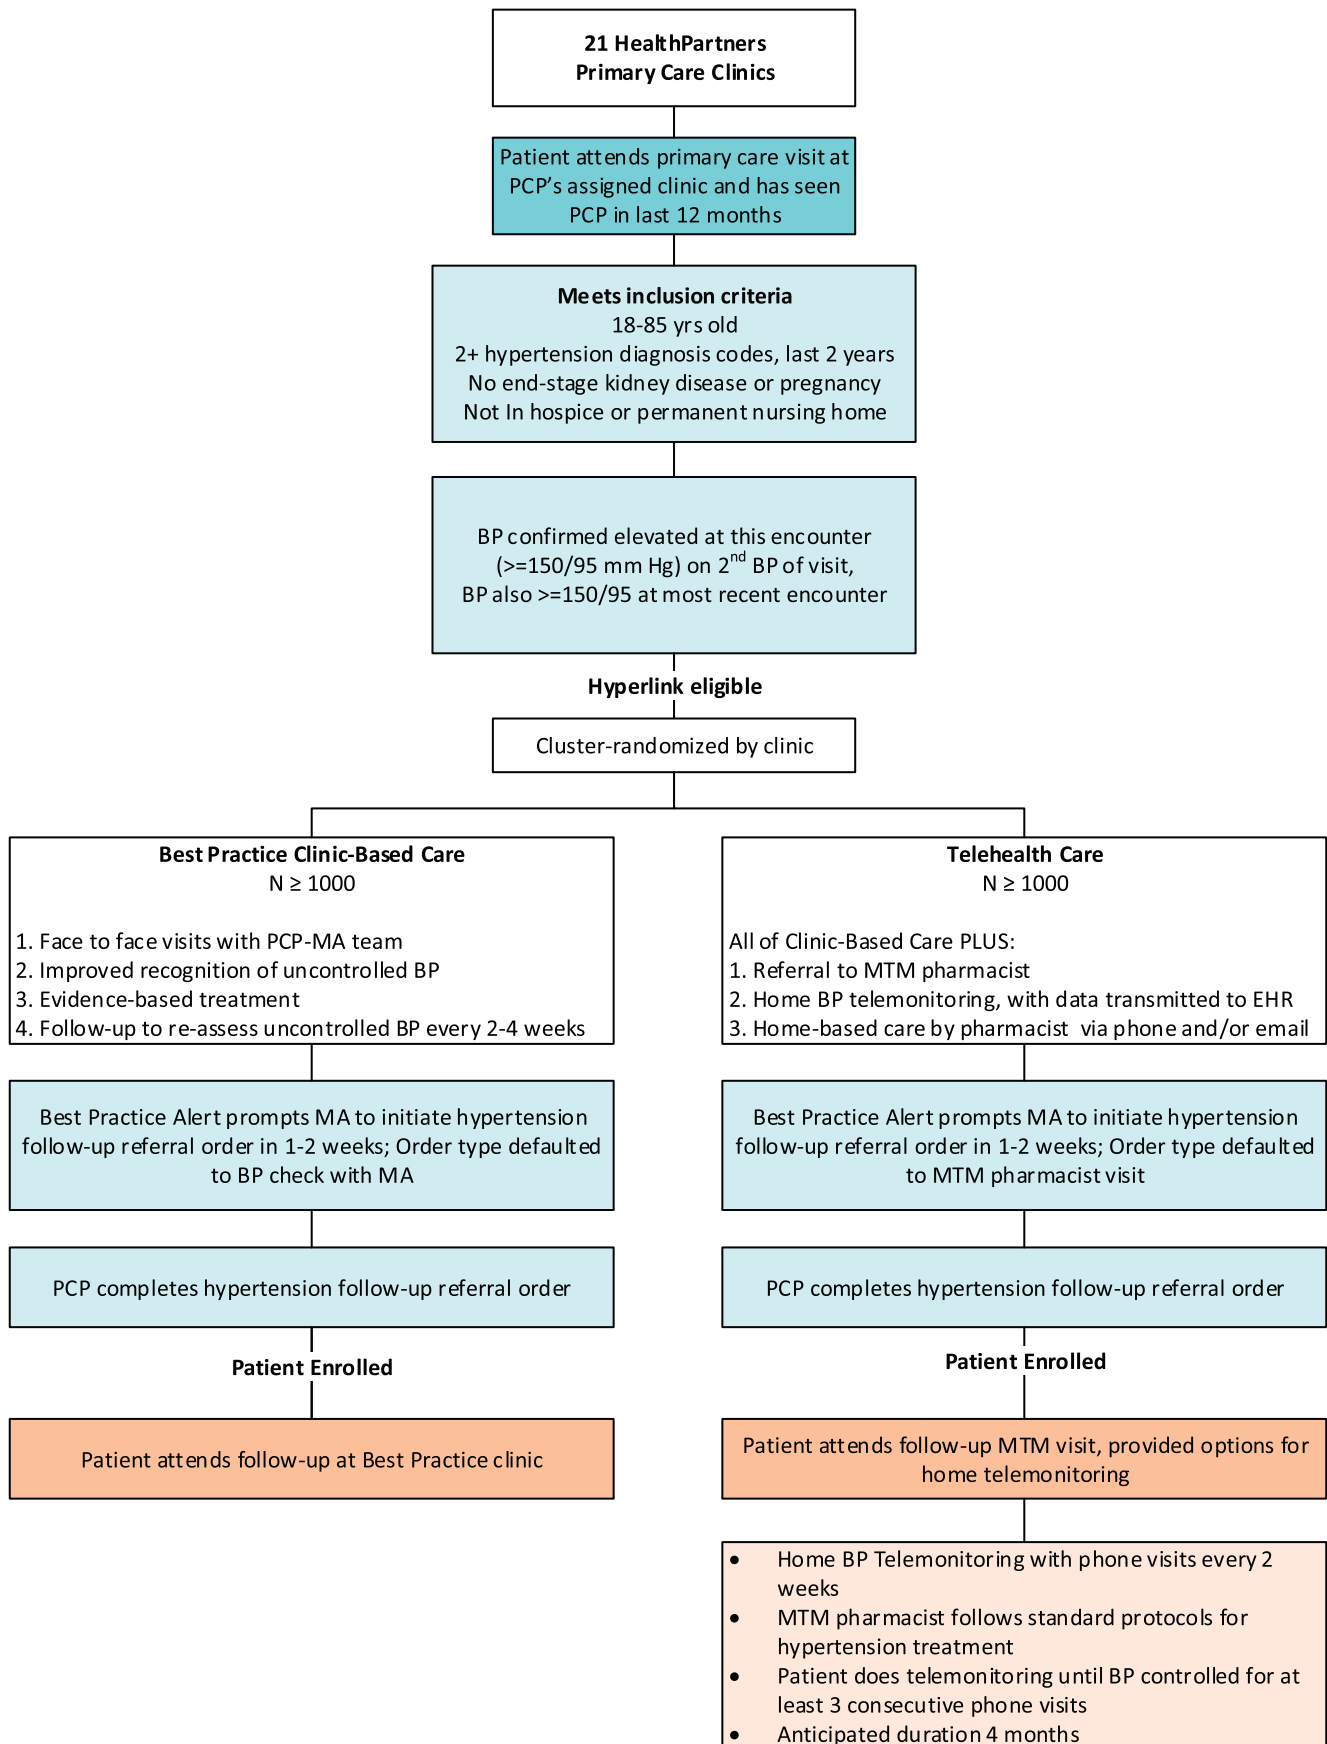 21 HealthPartners
Primary Care Clinics
Patient attends primary care visit at
PCP's assigned clinic and has seen
PCP in last 12 months
Meets inclusion criteria
18-85 yrs old
2+ hypertension diagnosis codes, last 2 years
No end-stage kidney disease or pregnancy
Not In hospice or permanent nursing home
BP confirmed elevated at this encounter
(>=150/95 mm Hg) on 2nd BP of visit,
BP also >=150/95 at most recent encounter
Hyperlink eligible
Cluster-randomized by clinic
Best Practice Clinic-Based Care
N ≥ 1000
1. Face to face visits with PCP-MA team
2. Improved recognition of uncontrolled BP
3. Evidence-based treatment
4. Follow-up to re-assess uncontrolled BP every 2-4 weeks
Best Practice Alert prompts MA to initiate hypertension
follow-up referral order in 1-2 weeks; Order type defaulted
to BP check with MA
PCP completes hypertension follow-up referral order
Patient Enrolled
Patient attends follow-up at Best Practice clinic
Telehealth Care
N ≥ 1000
All of Clinic-Based Care PLUS:
1. Referral to MTM pharmacist
2. Home BP telemonitoring, with data transmitted to EHR
3. Home-based care by pharmacist via phone and/or email
Best Practice Alert prompts MA to initiate hypertension
follow-up referral order in 1-2 weeks; Order type defaulted
to MTM pharmacist visit
PCP completes hypertension follow-up referral order
Patient Enrolled
Patient attends follow-up MTM visit, provided options for
home telemonitoring
• Home BP Telemonitoring with phone visits every 2
weeks
• MTM pharmacist follows standard protocols for
hypertension treatment
• Patient does telemonitoring until BP controlled for at
least 3 consecutive phone visits
• Anticipated duration 4 months